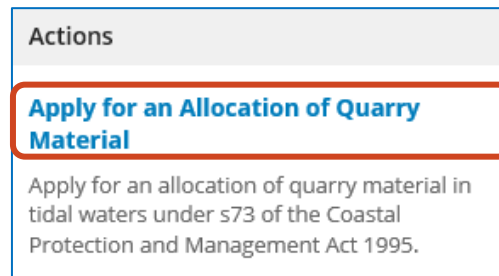 Actions
Apply for an Allocation of Quarry
Material
Apply for an allocation of quarry material in
tidal waters under s73 of the Coastal
Protection and Management Act 1995.